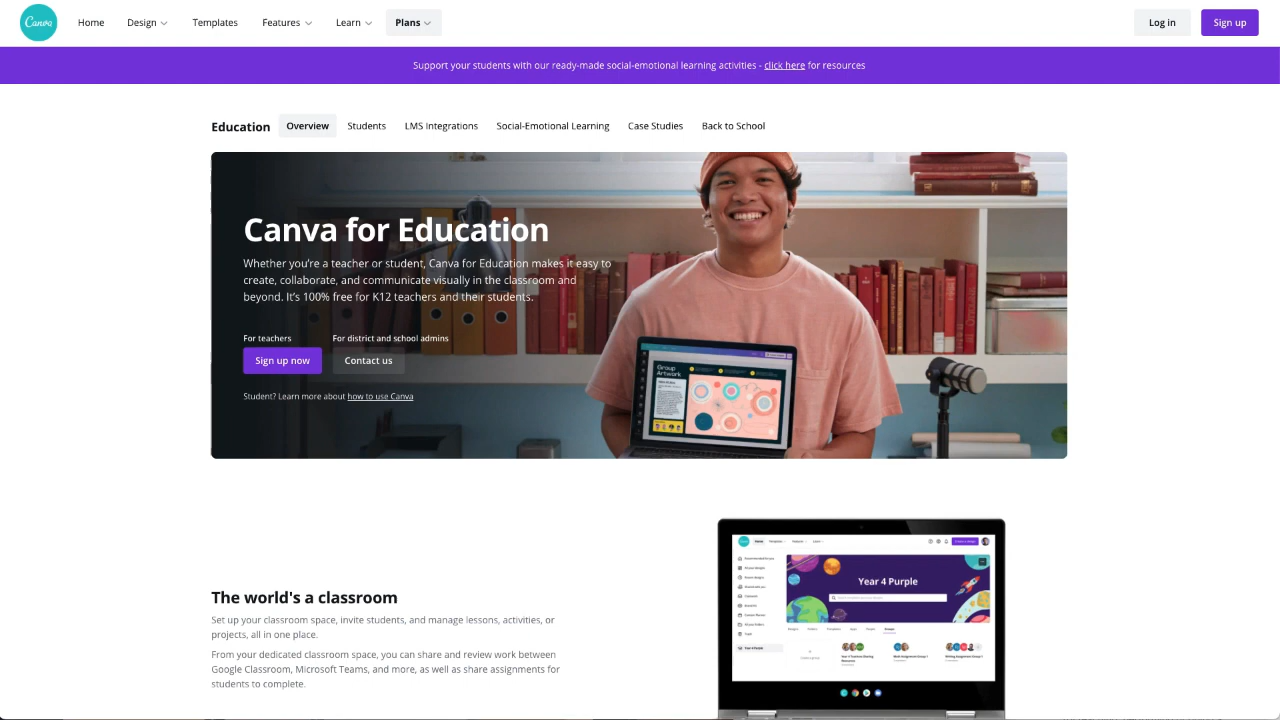 Canva
Home
Design
Templates
Features
Learn
Plans
Log in
Sign up
Support your students with our ready-made social-emotional learning activities - click here for resources
Education
Overview
Students
LMS Integrations
Social-Emotional Learning
Case Studies
Back to School
Canva for Education
Whether you're a teacher or student, Canva for Education makes it easy to
create, collaborate, and communicate visually in the classroom and
beyond. It's 100% free for K12 teachers and their students.
For teachers
For district and school admins
Sign up now
Contact us
Student? Learn more about how to use Canva
Group
Artwork
The world's a classroom
Set up your classroom online, invite students, and manage lessons, activities, or
projects, all in one place.
From your dedicated classroom space, you can share and review work between
Google Classroom, Microsoft Teams, and more, as well as share assignments for
students to complete.
Year 4 Purple
Year 4 Purple